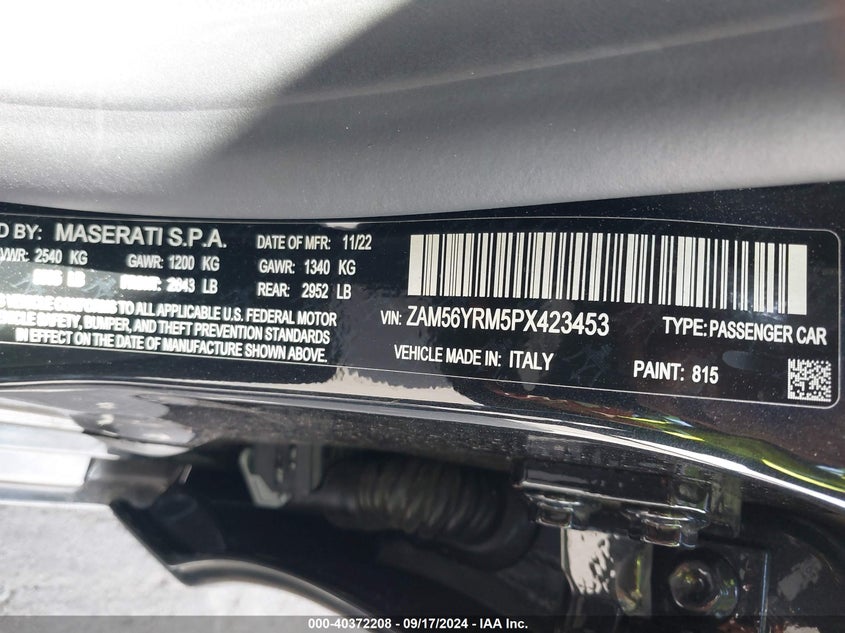 D BY: MASERATI S.P.A. DATE OF MFR: 11/22
VWR: 2540 KG GAWR: 1200 KG GAWR: 1340 KG
LB 2643 LB REAR: 2952 LB
TO ALL APPLICABLE U.S. FEDERAL MOTOR
VEHICLE SAFETY, BUMPER, AND THEFT PREVENTION STANDARDS
IN EFFECT ON THE DATE OF MANUFACTURE SHOWN ABOVE.
VIN: ZAM56YRM5PX423453 TYPE: PASSENGER CAR
VEHICLE MADE IN: ITALY PAINT: 815
000-40372208 - 09/17/2024 - IAA Inc.